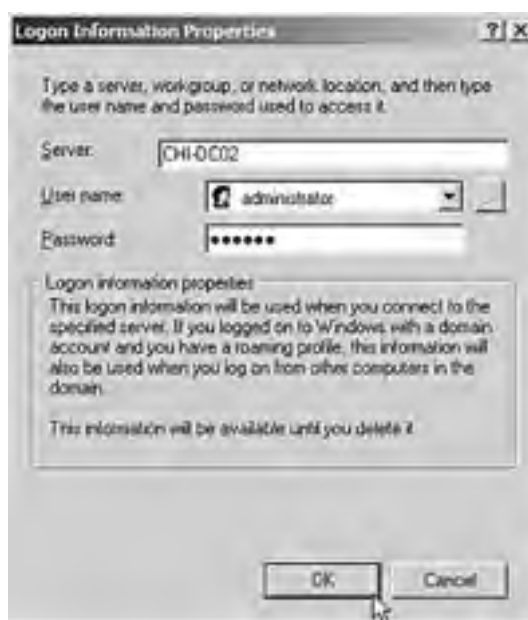 Logon Information Properties
? X
Type a server, workgroup, or network location, and then type
the user name and password used to access it.
Server: CHI-DC02
User name: administrator
Password: ●●●●●●
Logon information properties
This logon information will be used when you connect to the
specified server. If you logged on to Windows with a domain
account and you have a roaming profile, this information will
also be used when you log on from other computers in the
domain.
This information will be available until you delete it
OK Cancel